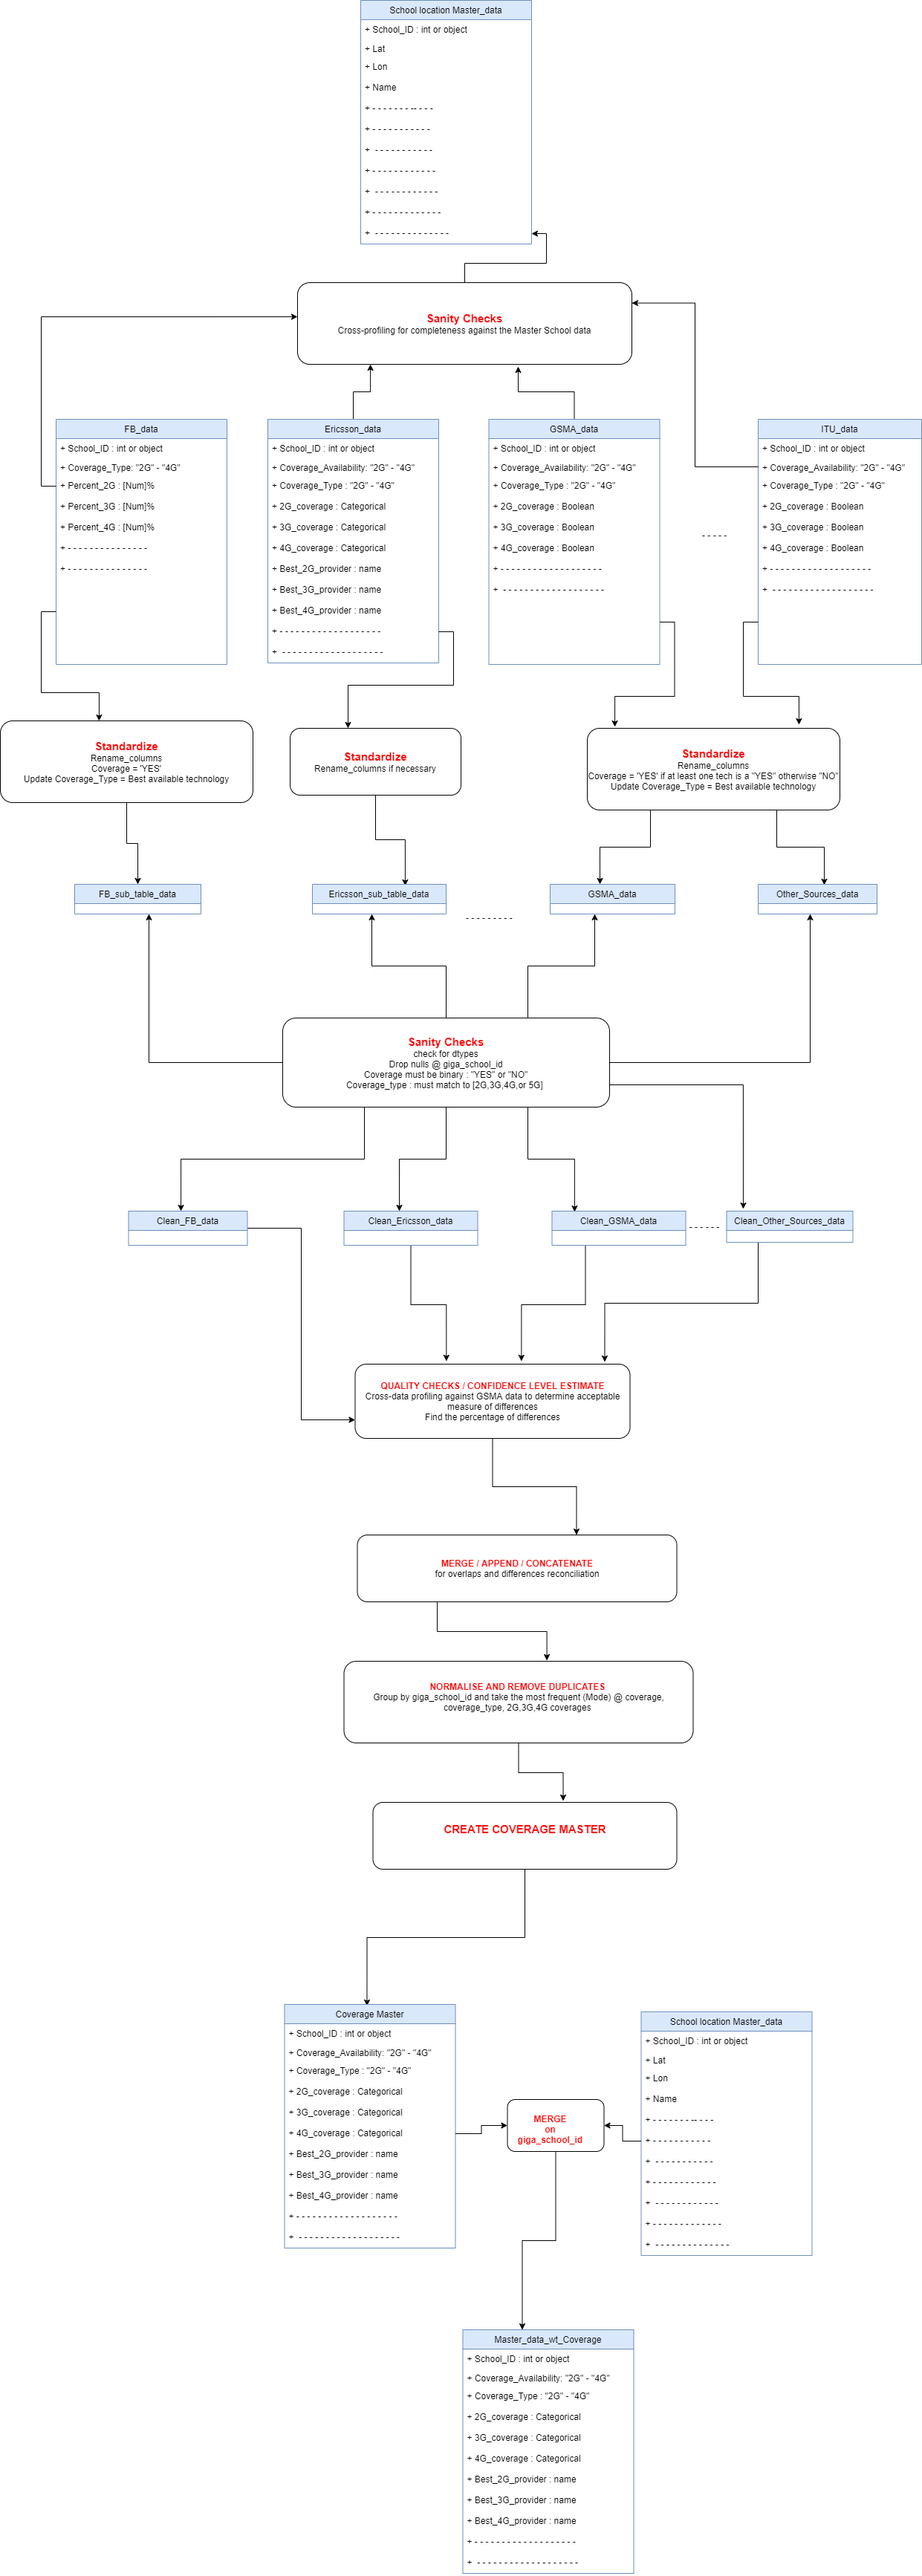 School location Master_data
+ School_ID : int or object
+ Lat
+ Lon
+ Name
+ - - - - - - - -- - - -
+ - - - - - - - - - - -
+  - - - - - - - - - - -
+ - - - - - - - - - - - -
+  - - - - - - - - - - - -
+ - - - - - - - - - - - - -
+  - - - - - - - - - - - - - -
Sanity Checks
Cross-profiling for completeness against the Master School data
FB_data
+ School_ID : int or object
+ Coverage_Type: "2G" - "4G"
+ Percent_2G : [Num]%
+ Percent_3G : [Num]%
+ Percent_4G : [Num]%
+ - - - - - - - - - - - - - - -
+ - - - - - - - - - - - - - - -
Ericsson_data
+ School_ID : int or object
+ Coverage_Availability: "2G" - "4G"
+ Coverage_Type : "2G" - "4G"
+ 2G_coverage : Categorical
+ 3G_coverage : Categorical
+ 4G_coverage : Categorical
+ Best_2G_provider : name
+ Best_3G_provider : name
+ Best_4G_provider : name
+ - - - - - - - - - - - - - - - - - - -
+  - - - - - - - - - - - - - - - - - - -
GSMA_data
+ School_ID : int or object
+ Coverage_Availability: "2G" - "4G"
+ Coverage_Type : "2G" - "4G"
+ 2G_coverage : Boolean
+ 3G_coverage : Boolean
+ 4G_coverage : Boolean
+ - - - - - - - - - - - - - - - - - - -
+  - - - - - - - - - - - - - - - - - - -
- - - - -
ITU_data
+ School_ID : int or object
+ Coverage_Availability: "2G" - "4G"
+ Coverage_Type : "2G" - "4G"
+ 2G_coverage : Boolean
+ 3G_coverage : Boolean
+ 4G_coverage : Boolean
+ - - - - - - - - - - - - - - - - - - -
+  - - - - - - - - - - - - - - - - - - -
Standardize
Rename_columns
Coverage = 'YES'
Update Coverage_Type = Best available technology
Standardize
Rename_columns if necessary
Standardize
Rename_columns
Coverage = 'YES' if at least one tech is a "YES" otherwise "NO"
Update Coverage_Type = Best available technology
FB_sub_table_data
Ericsson_sub_table_data
- - - - - - - - -
GSMA_data
Other_Sources_data
Sanity Checks
check for dtypes
Drop nulls @ giga_school_id
Coverage must be binary : "YES" or "NO"
Coverage_type : must match to [2G,3G,4G,or 5G]
Clean_FB_data
Clean_Ericsson_data
Clean_GSMA_data
- - - - - -
Clean_Other_Sources_data
QUALITY CHECKS / CONFIDENCE LEVEL ESTIMATE
Cross-data profiling against GSMA data to determine acceptable
measure of differences
Find the percentage of differences
MERGE / APPEND / CONCATENATE
for overlaps and differences reconciliation
NORMALISE AND REMOVE DUPLICATES
Group by giga_school_id and take the most frequent (Mode) @ coverage,
coverage_type, 2G,3G,4G coverages
CREATE COVERAGE MASTER
Coverage Master
+ School_ID : int or object
+ Coverage_Availability: "2G" - "4G"
+ Coverage_Type : "2G" - "4G"
+ 2G_coverage : Categorical
+ 3G_coverage : Categorical
+ 4G_coverage : Categorical
+ Best_2G_provider : name
+ Best_3G_provider : name
+ Best_4G_provider : name
+ - - - - - - - - - - - - - - - - - - -
+  - - - - - - - - - - - - - - - - - - -
MERGE
on
giga_school_id
School location Master_data
+ School_ID : int or object
+ Lat
+ Lon
+ Name
+ - - - - - - - -- - - -
+ - - - - - - - - - - -
+  - - - - - - - - - - -
+ - - - - - - - - - - - -
+  - - - - - - - - - - - -
+ - - - - - - - - - - - - -
+  - - - - - - - - - - - - - -
Master_data_wt_Coverage
+ School_ID : int or object
+ Coverage_Availability: "2G" - "4G"
+ Coverage_Type : "2G" - "4G"
+ 2G_coverage : Categorical
+ 3G_coverage : Categorical
+ 4G_coverage : Categorical
+ Best_2G_provider : name
+ Best_3G_provider : name
+ Best_4G_provider : name
+ - - - - - - - - - - - - - - - - - - -
+  - - - - - - - - - - - - - - - - - - -